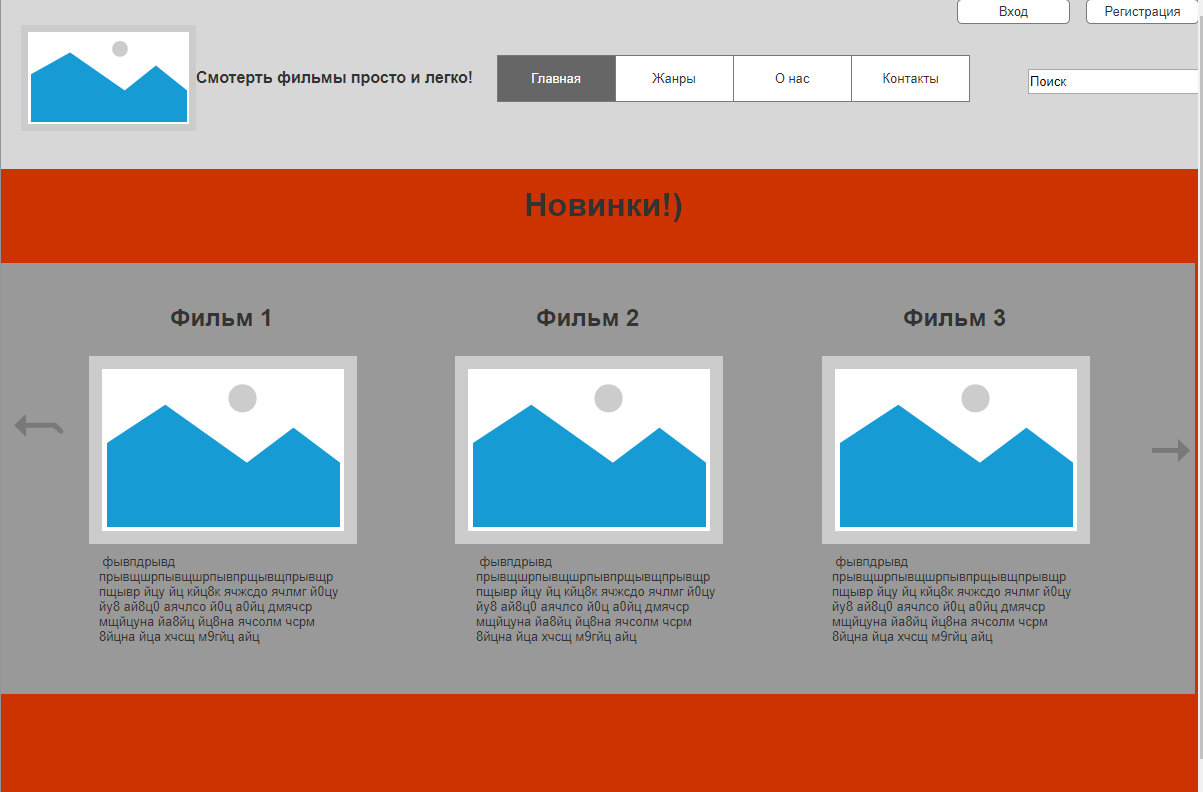 Вход
Регистрация
Смотерть фильмы просто и легко!
Главная
Жанры
О нас
Контакты
Поиск
Новинки!)
Фильм 1
Фильм 2
Фильм 3
фывпдрывд
прывщшрпывщшрпывпрщывщпрывщр
пщывр йцу йц кйц8к ячжсдо ячлмг й0цу
йу8 ай8ц0 аячлсо й0ц а0йц дмячср
мщйцуна йа8йц йц8на ячсолм чсрм
8йцна йца хчсщ м9гйц айц
фывпдрывд
прывщшрпывщшрпывпрщывщпрывщр
пщывр йцу йц кйц8к ячжсдо ячлмг й0цу
йу8 ай8ц0 аячлсо й0ц а0йц дмячср
мщйцуна йа8йц йц8на ячсолм чсрм
8йцна йца хчсщ м9гйц айц
фывпдрывд
прывщшрпывщшрпывпрщывщпрывщр
пщывр йцу йц кйц8к ячжсдо ячлмг й0цу
йу8 ай8ц0 аячлсо й0ц а0йц дмячср
мщйцуна йа8йц йц8на ячсолм чсрм
8йцна йца хчсщ м9гйц айц